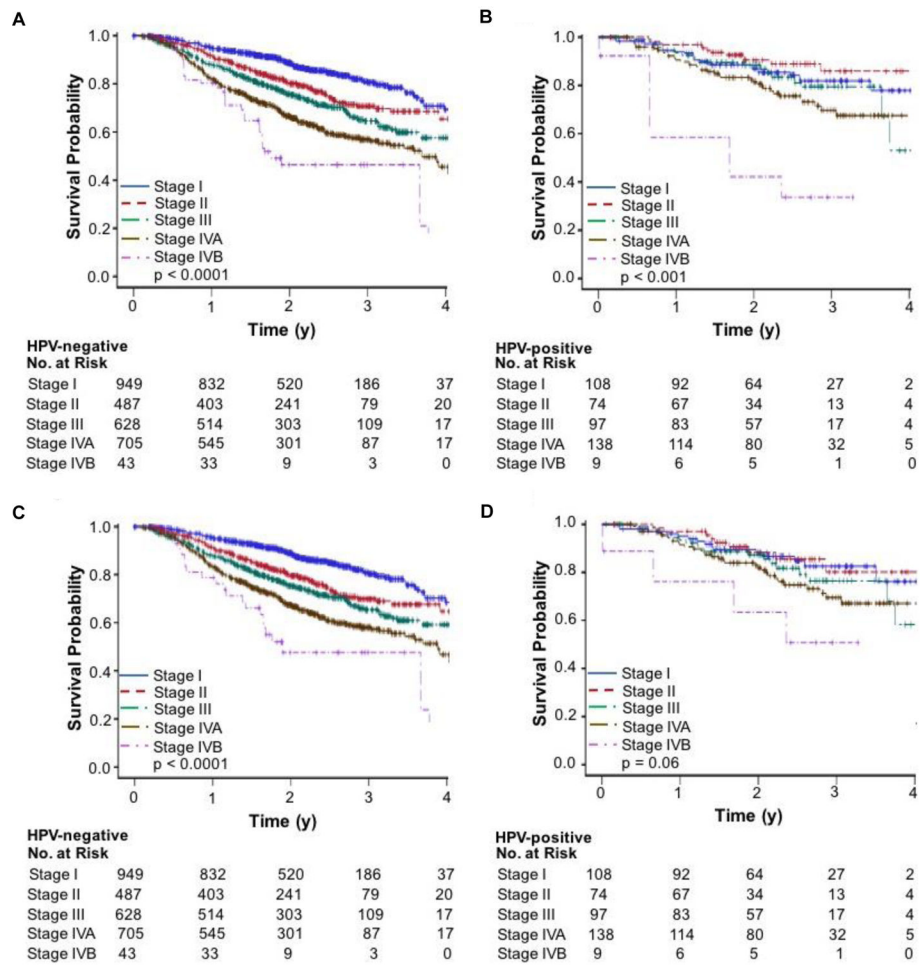 A
1.0
0.8
0.6
0.4
0.2
0.0
Survival Probability
Stage I
Stage II
Stage III
Stage IVA
Stage IVB
p < 0.0001
0 1 2 3 4
Time (y)
HPV-negative
No. at Risk
Stage I 949 832 520 186 37
Stage II 487 403 241 79 20
Stage III 628 514 303 109 17
Stage IVA 705 545 301 87 17
Stage IVB 43 33 9 3 0
B
1.0
0.8
0.6
0.4
0.2
0.0
Survival Probability
Stage I
Stage II
Stage III
Stage IVA
Stage IVB
p < 0.001
0 1 2 3 4
Time (y)
HPV-positive
No. at Risk
Stage I 108 92 64 27 2
Stage II 74 67 34 13 4
Stage III 97 83 57 17 4
Stage IVA 138 114 80 32 5
Stage IVB 9 6 5 1 0
C
1.0
0.8
0.6
0.4
0.2
0.0
Survival Probability
Stage I
Stage II
Stage III
Stage IVA
Stage IVB
p < 0.0001
0 1 2 3 4
Time (y)
HPV-negative
No. at Risk
Stage I 949 832 520 186 37
Stage II 487 403 241 79 20
Stage III 628 514 303 109 17
Stage IVA 705 545 301 87 17
Stage IVB 43 33 9 3 0
D
1.0
0.8
0.6
0.4
0.2
0.0
Survival Probability
Stage I
Stage II
Stage III
Stage IVA
Stage IVB
p = 0.06
0 1 2 3 4
Time (y)
HPV-positive
No. at Risk
Stage I 108 92 64 27 2
Stage II 74 67 34 13 4
Stage III 97 83 57 17 4
Stage IVA 138 114 80 32 5
Stage IVB 9 6 5 1 0